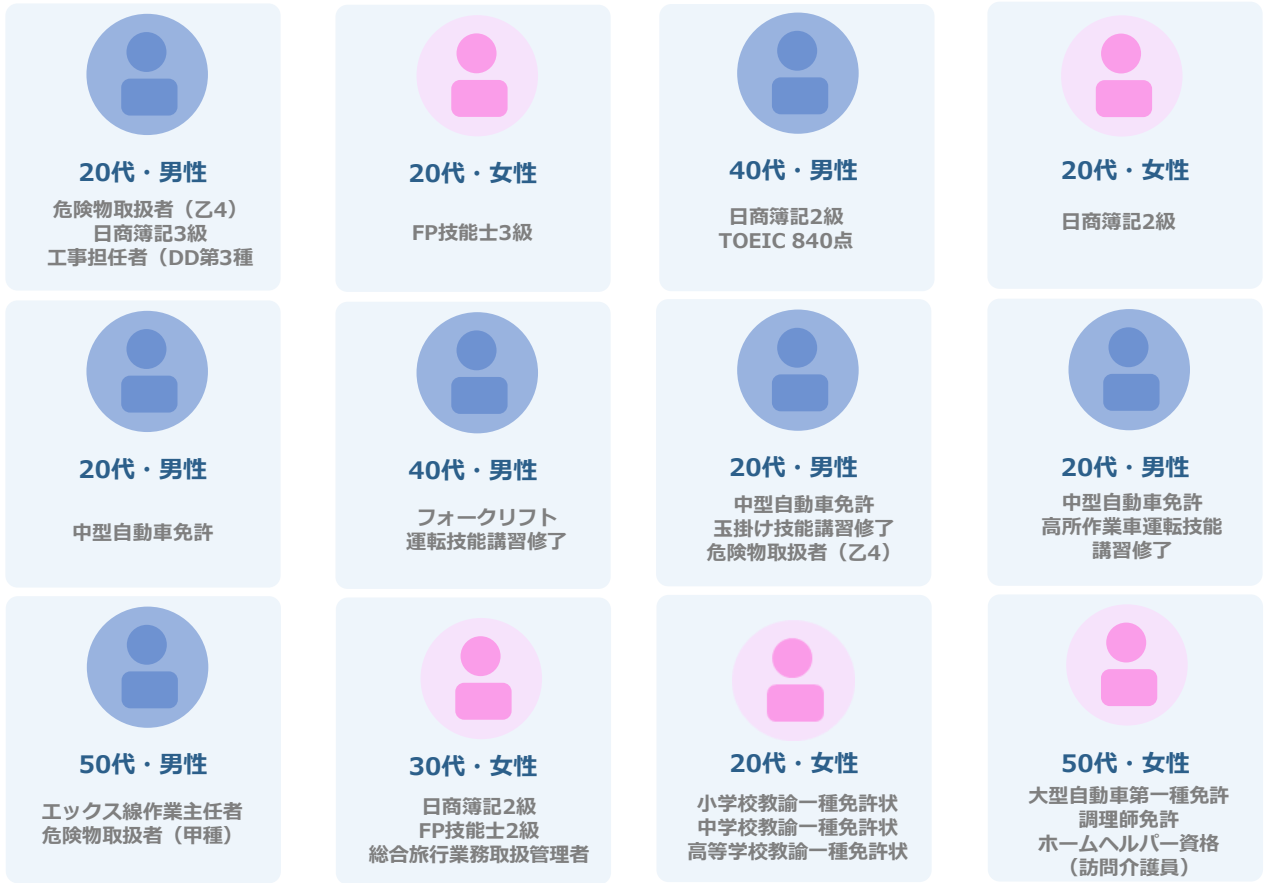 20代・男性
危険物取扱者（乙4）
日商簿記3級
工事担任者（DD第3種
20代・女性
FP技能士3級
40代・男性
日商簿記2級
TOEIC 840点
20代・女性
日商簿記2級
20代・男性
中型自動車免許
40代・男性
フォークリフト
運転技能講習修了
20代・男性
中型自動車免許
玉掛け技能講習修了
危険物取扱者（乙4）
20代・男性
中型自動車免許
高所作業車運転技能
講習修了
50代・男性
エックス線作業主任者
危険物取扱者（甲種）
30代・女性
日商簿記2級
FP技能士2級
総合旅行業務取扱管理者
20代・女性
小学校教諭一種免許状
中学校教諭一種免許状
高等学校教諭一種免許状
50代・女性
大型自動車第一種免許
調理師免許
ホームヘルパー資格
（訪問介護員）